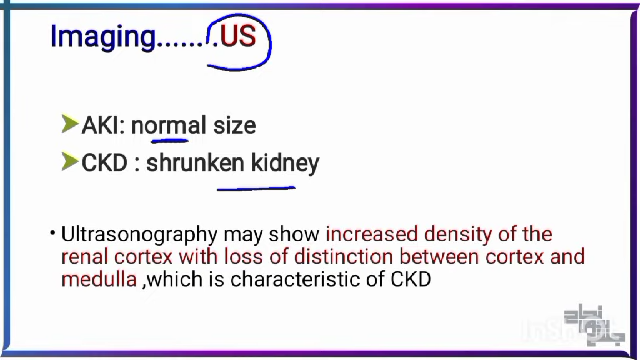 Imaging.......US
AKI: normal size
CKD : shrunken kidney
• Ultrasonography may show increased density of the
renal cortex with loss of distinction between cortex and
medulla ,which is characteristic of CKD
InShOt